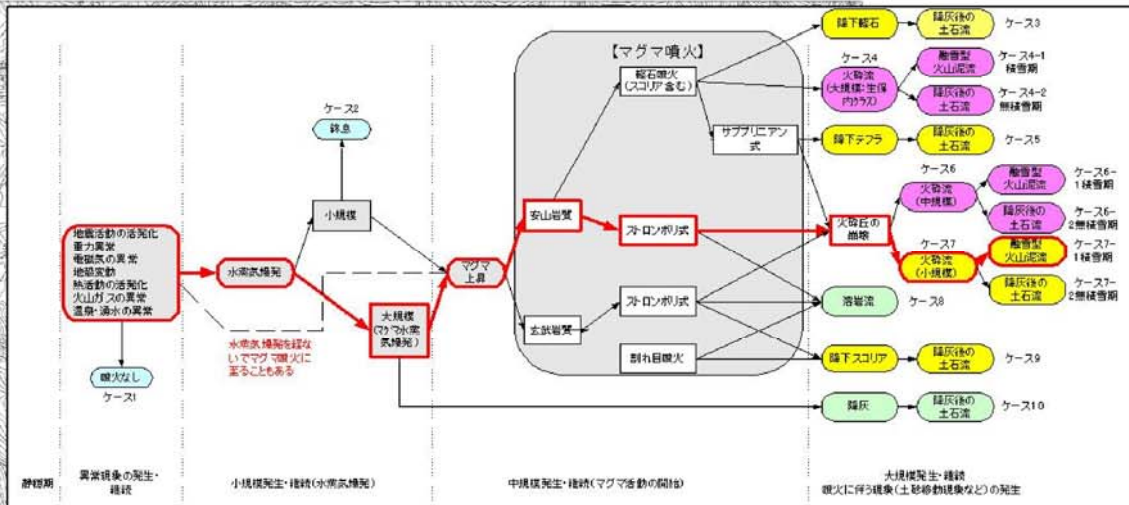 地震活動の活発化
重力異常
電磁気の異常
地殻変動
熱活動の活発化
火山ガスの異常
温泉・湧水の異常
噴火なし
ケース1
水蒸気爆発
水蒸気爆発を経ない
でマグマ噴火に
至ることもある
ケース2
終息
小規模
大規模
(マグマ水蒸
気爆発)
マグマ
上昇
【マグマ噴火】
軽石噴火
(スコリア含む)
サブプリニアン
式
安山岩質
ストロンボリ式
玄武岩質
ストロンボリ式
割れ目噴火
降下軽石
降灰後の
土石流
ケース3
ケース4
火砕流
(大規模:生保
内クラス)
融雪型
火山泥流
ケース4-1
積雪期
降灰後の
土石流
ケース4-2
無積雪期
降下テフラ
降灰後の
土石流
ケース5
火砕丘の
崩壊
ケース6
火砕流
(中規模)
融雪型
火山泥流
ケース6-
1積雪期
降灰後の
土石流
ケース6-
2無積雪期
ケース7
火砕流
(小規模)
融雪型
火山泥流
ケース7-
1積雪期
降灰後の
土石流
ケース7-
2無積雪期
溶岩流
ケース8
降下スコリア
降灰後の
土石流
ケース9
降灰
降灰後の
土石流
ケース10
静穏期
異常現象の発生・
継続
小規模発生・継続(水蒸気爆発)
中規模発生・継続(マグマ活動の開始)
大規模発生・継続
噴火に伴う現象(土砂移動現象など)の発生